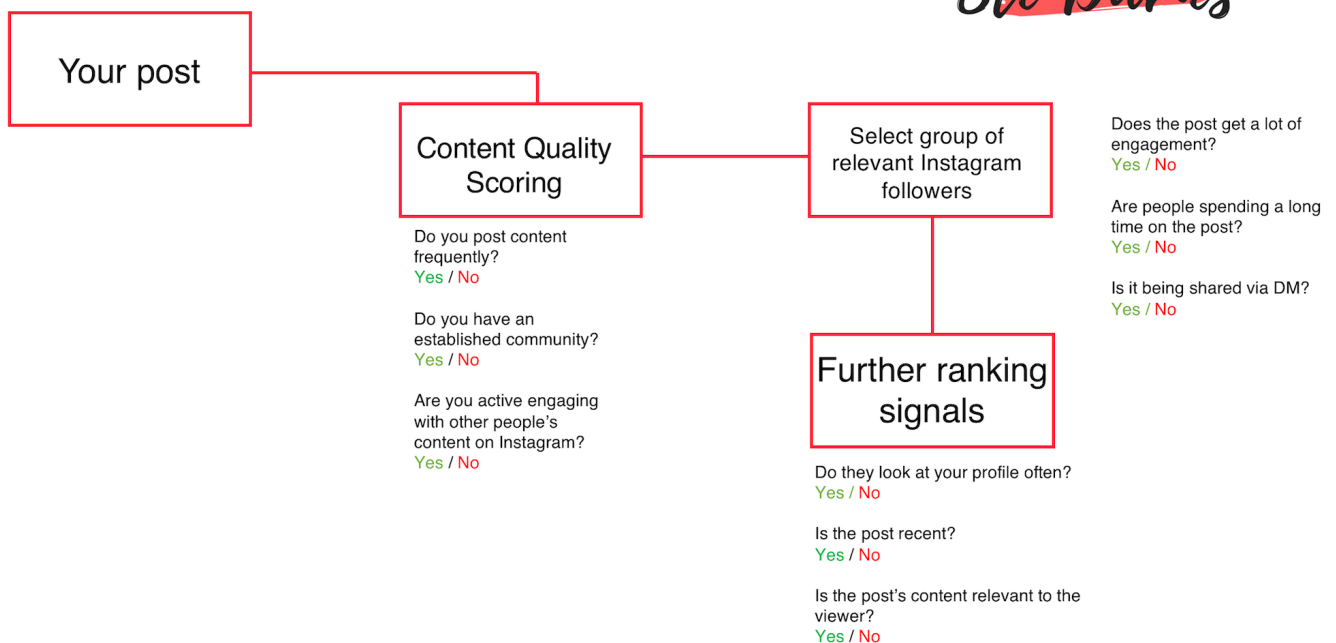 Your post
Content Quality
Scoring
Do you post content
frequently?
Yes / No
Do you have an
established community?
Yes / No
Are you active engaging
with other people’s
content on Instagram?
Yes / No
Select group of
relevant Instagram
followers
Does the post get a lot of
engagement?
Yes / No
Are people spending a long
time on the post?
Yes / No
Is it being shared via DM?
Yes / No
Further ranking
signals
Do they look at your profile often?
Yes / No
Is the post recent?
Yes / No
Is the post’s content relevant to the
viewer?
Yes / No